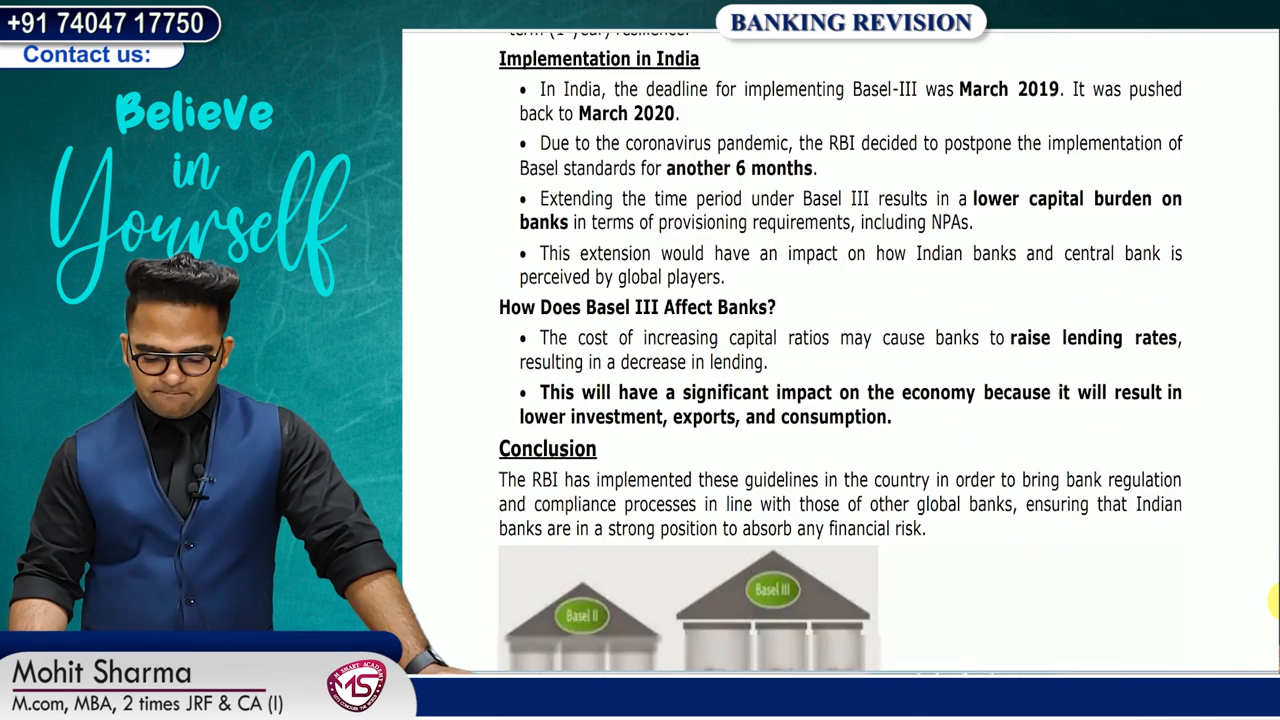 +91 74047 17750
Contact us:
BANKING REVISION
Believe
in
Yourself
term (1-year) resilience.
Implementation in India
• In India, the deadline for implementing Basel-III was March 2019. It was pushed
back to March 2020.
• Due to the coronavirus pandemic, the RBI decided to postpone the implementation of
Basel standards for another 6 months.
• Extending the time period under Basel III results in a lower capital burden on
banks in terms of provisioning requirements, including NPAs.
• This extension would have an impact on how Indian banks and central bank is
perceived by global players.
How Does Basel III Affect Banks?
• The cost of increasing capital ratios may cause banks to raise lending rates,
resulting in a decrease in lending.
• This will have a significant impact on the economy because it will result in
lower investment, exports, and consumption.
Conclusion
The RBI has implemented these guidelines in the country in order to bring bank regulation
and compliance processes in line with those of other global banks, ensuring that Indian
banks are in a strong position to absorb any financial risk.
Basel II
Basel III
Mohit Sharma
M.com, MBA, 2 times JRF & CA (I)
MS